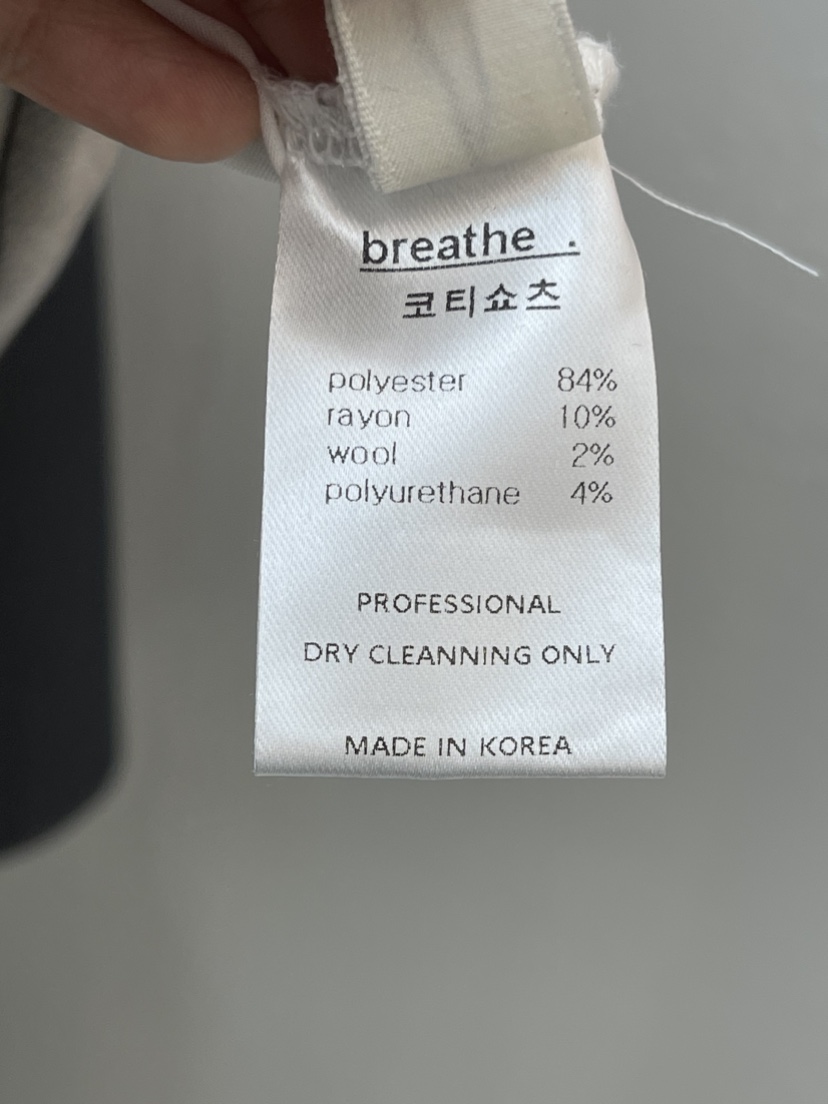 breathe .
코티쇼츠
polyester 84%
rayon 10%
wool 2%
polyurethane 4%
PROFESSIONAL
DRY CLEANNING ONLY
MADE IN KOREA